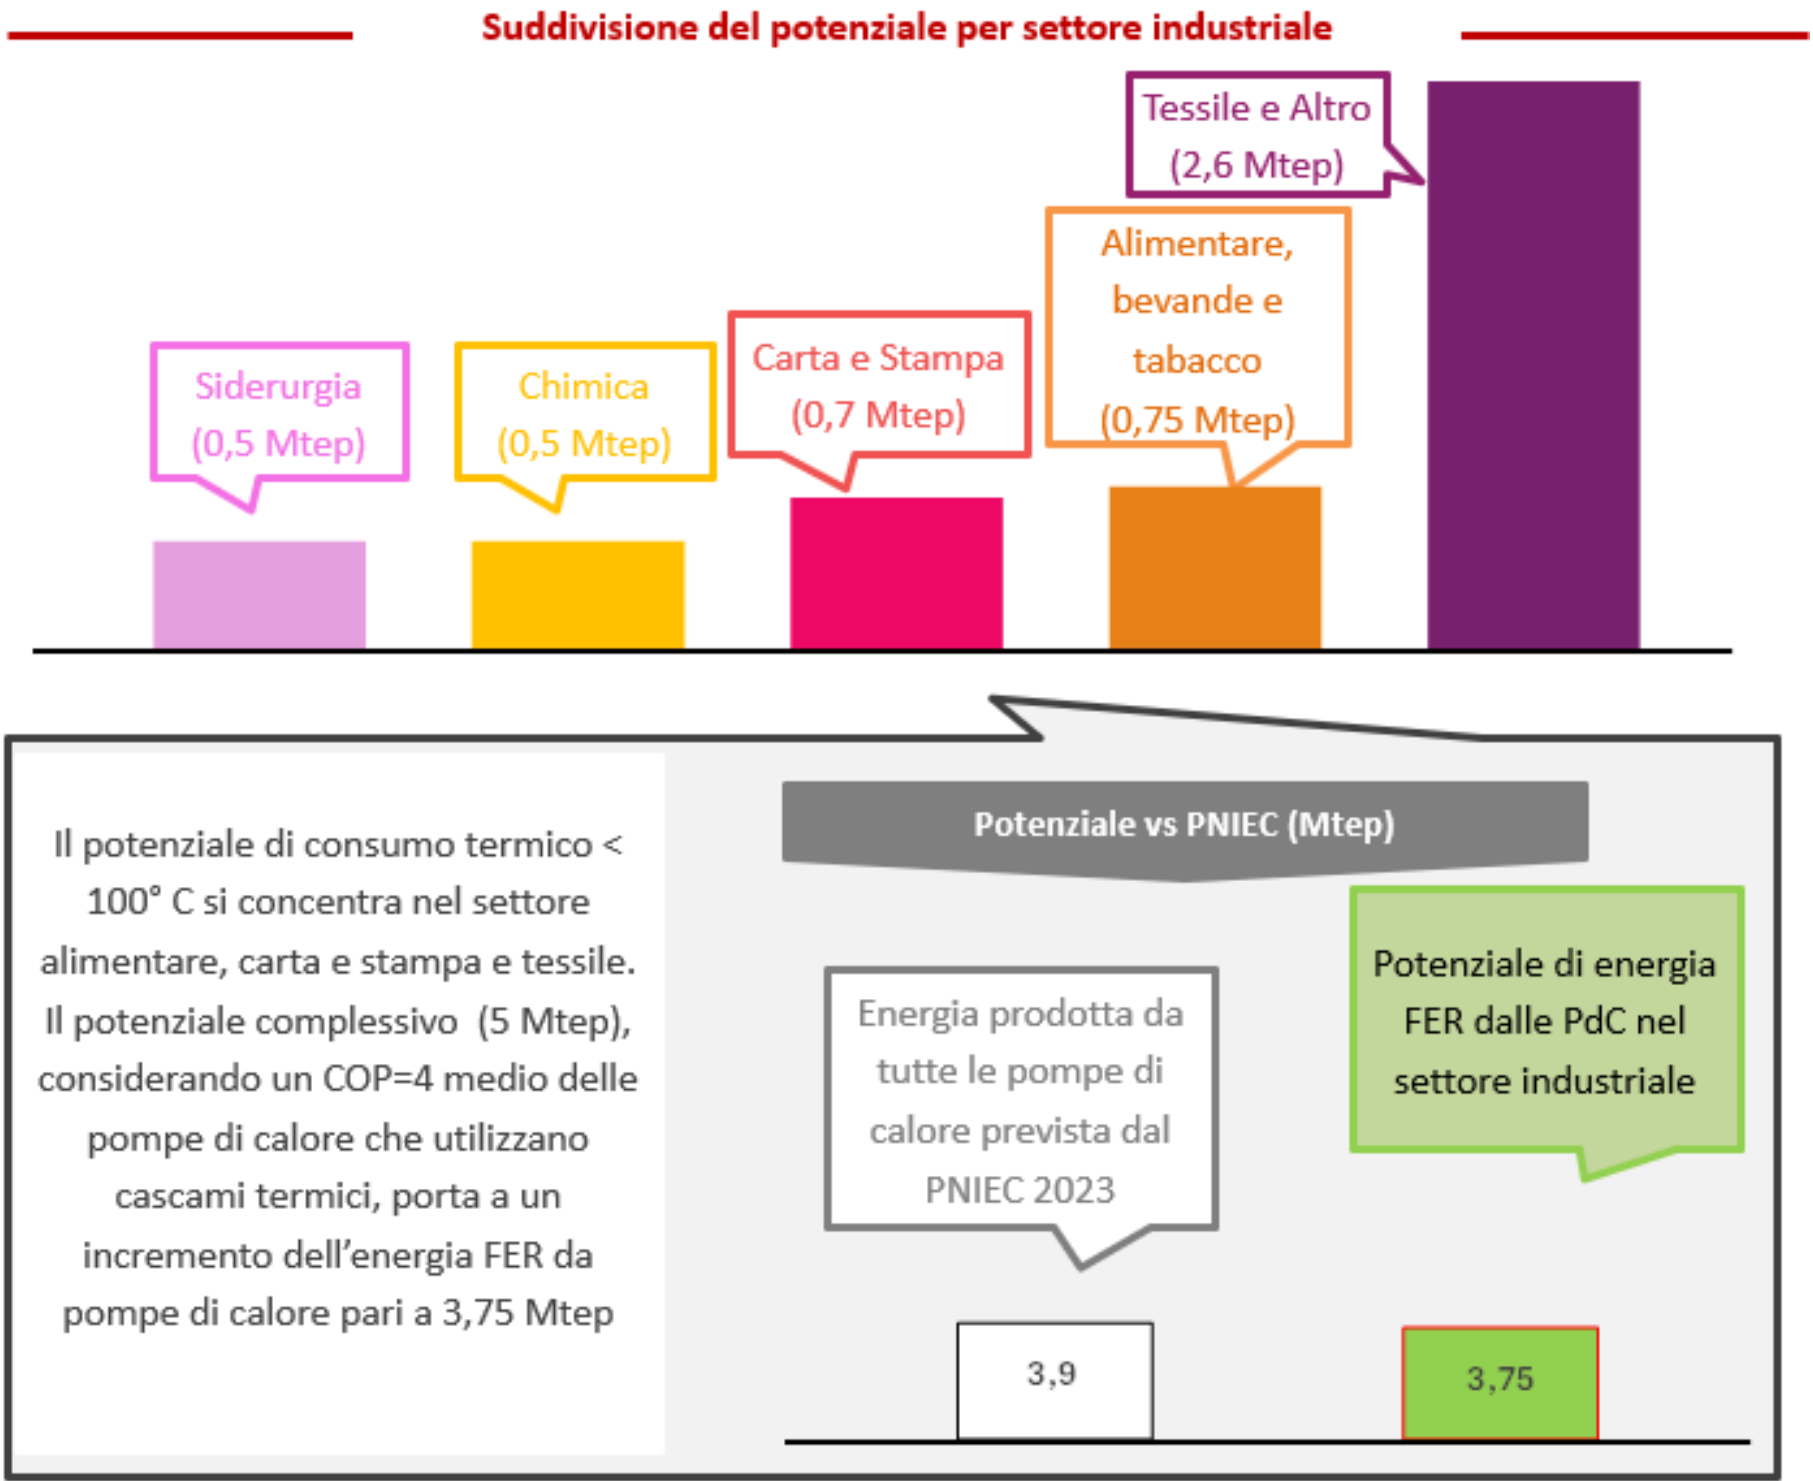 Suddivisione del potenziale per settore industriale
Tessile e Altro
(2,6 Mtep)
Alimentare,
bevande e
tabacco
(0,75 Mtep)
Carta e Stampa
(0,7 Mtep)
Siderurgia
(0,5 Mtep)
Chimica
(0,5 Mtep)
Il potenziale di consumo termico <
100° C si concentra nel settore
alimentare, carta e stampa e tessile.
Il potenziale complessivo (5 Mtep),
considerando un COP=4 medio delle
pompe di calore che utilizzano
cascami termici, porta a un
incremento dell’energia FER da
pompe di calore pari a 3,75 Mtep
Potenziale vs PNIEC (Mtep)
Energia prodotta da
tutte le pompe di
calore prevista dal
PNIEC 2023
Potenziale di energia
FER dalle PdC nel
settore industriale
3,9
3,75